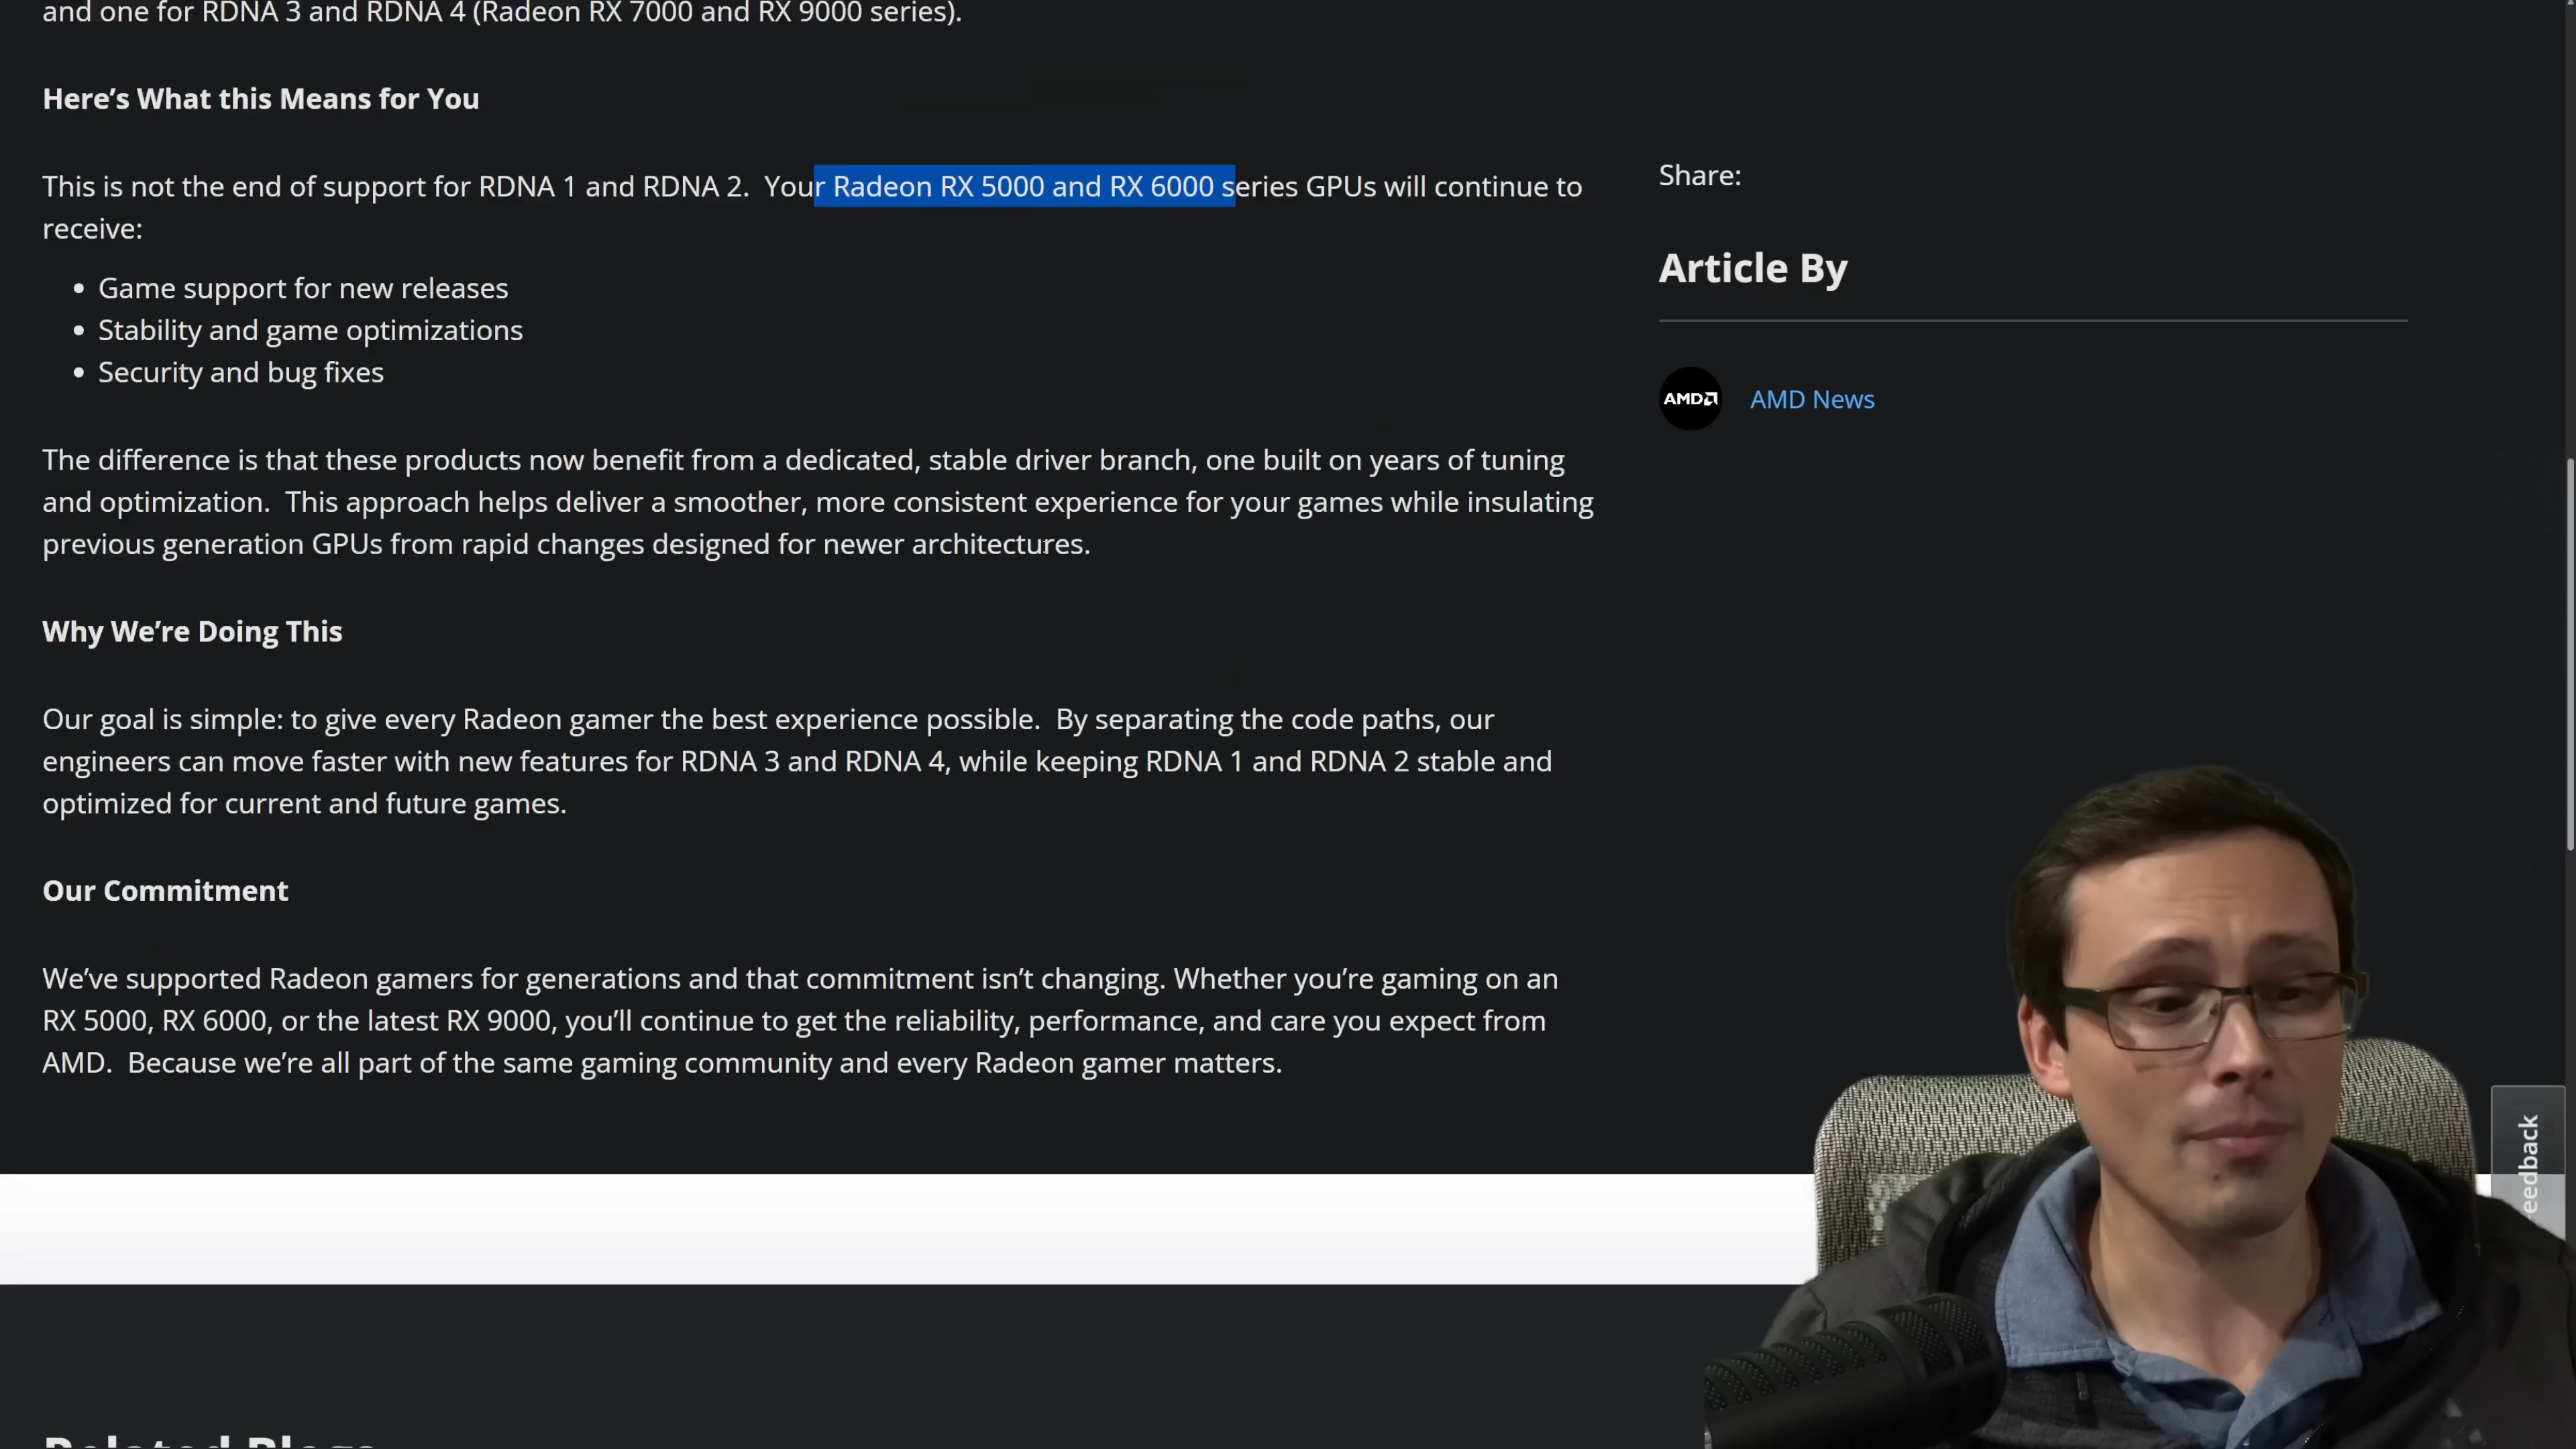 and one for RDNA 3 and RDNA 4 (Radeon RX 7000 and RX 9000 series).
Here’s What this Means for You
This is not the end of support for RDNA 1 and RDNA 2.  Your Radeon RX 5000 and RX 6000 series GPUs will continue to
receive:
• Game support for new releases
• Stability and game optimizations
• Security and bug fixes
The difference is that these products now benefit from a dedicated, stable driver branch, one built on years of tuning
and optimization.  This approach helps deliver a smoother, more consistent experience for your games while insulating
previous generation GPUs from rapid changes designed for newer architectures.
Why We’re Doing This
Our goal is simple: to give every Radeon gamer the best experience possible.  By separating the code paths, our
engineers can move faster with new features for RDNA 3 and RDNA 4, while keeping RDNA 1 and RDNA 2 stable and
optimized for current and future games.
Our Commitment
We’ve supported Radeon gamers for generations and that commitment isn’t changing. Whether you’re gaming on an
RX 5000, RX 6000, or the latest RX 9000, you’ll continue to get the reliability, performance, and care you expect from
AMD.  Because we’re all part of the same gaming community and every Radeon gamer matters.
Related Blogs
Share:
Article By
AMD
AMD News
eedback